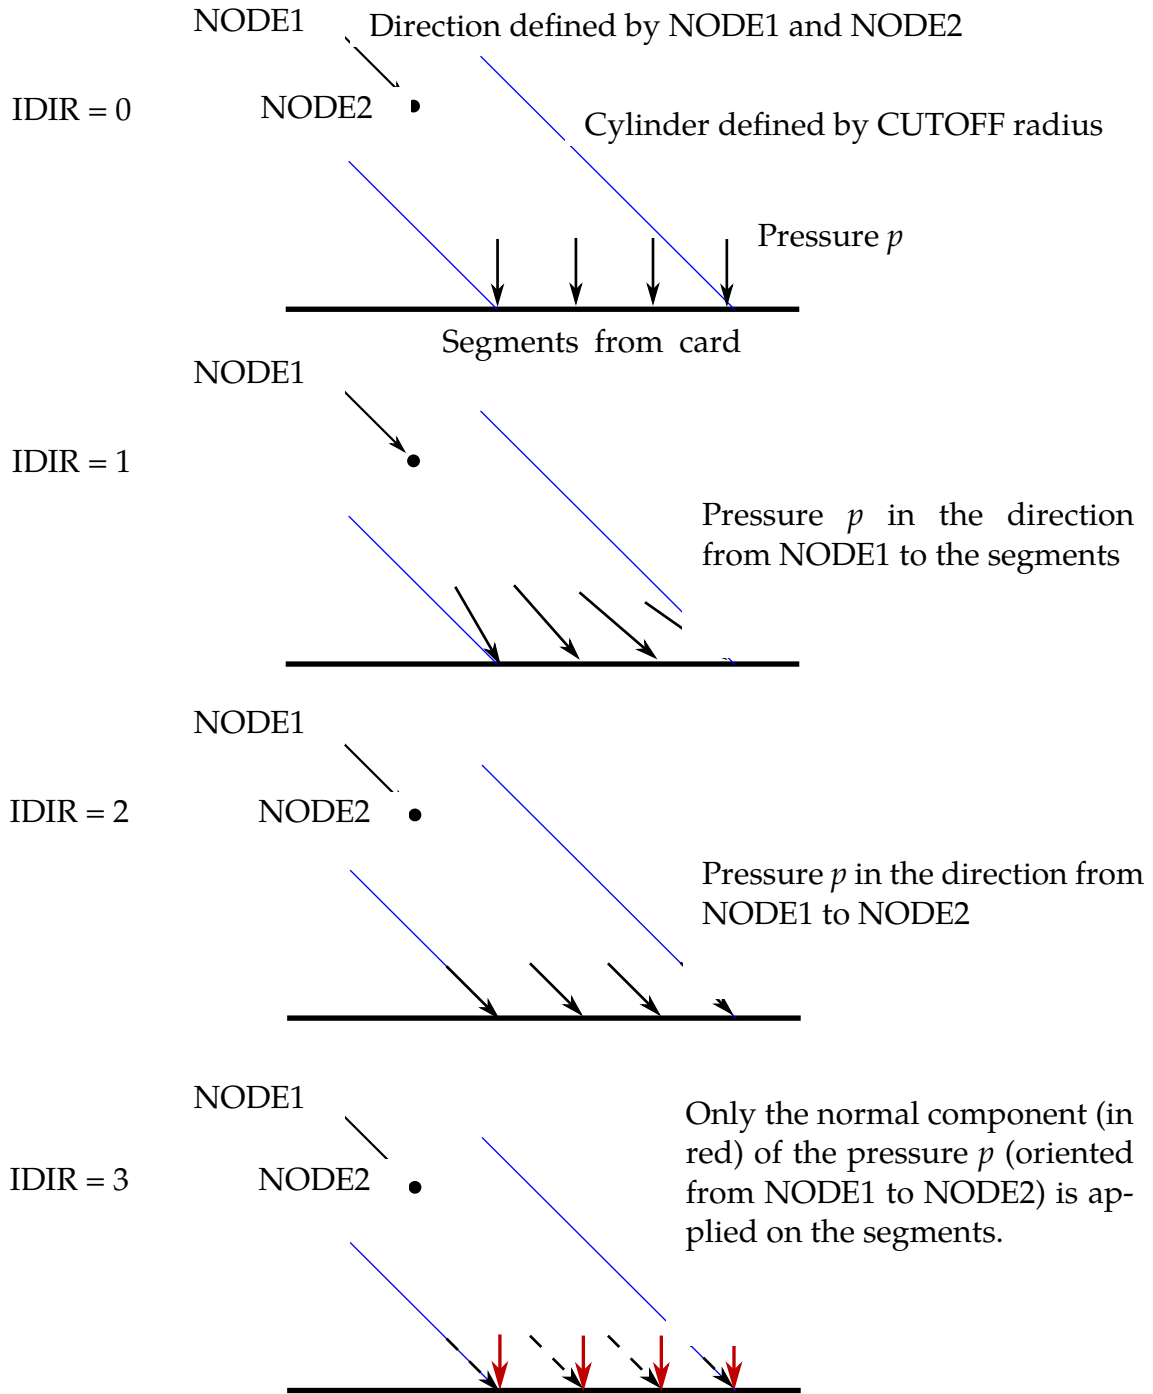 NODE1
Direction defined by NODE1 and NODE2
IDIR = 0
NODE2
Cylinder defined by CUTOFF radius
Pressure p
Segments from card
NODE1
IDIR = 1
Pressure p in the direction
from NODE1 to the segments
NODE1
IDIR = 2
NODE2
Pressure p in the direction from
NODE1 to NODE2
NODE1
IDIR = 3
NODE2
Only the normal component (in
red) of the pressure p (oriented
from NODE1 to NODE2) is ap-
plied on the segments.